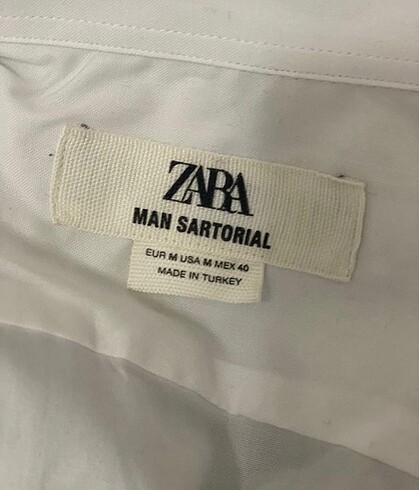 ZARA
MAN SARTORIAL
EUR M USA M MEX 40
MADE IN TURKEY